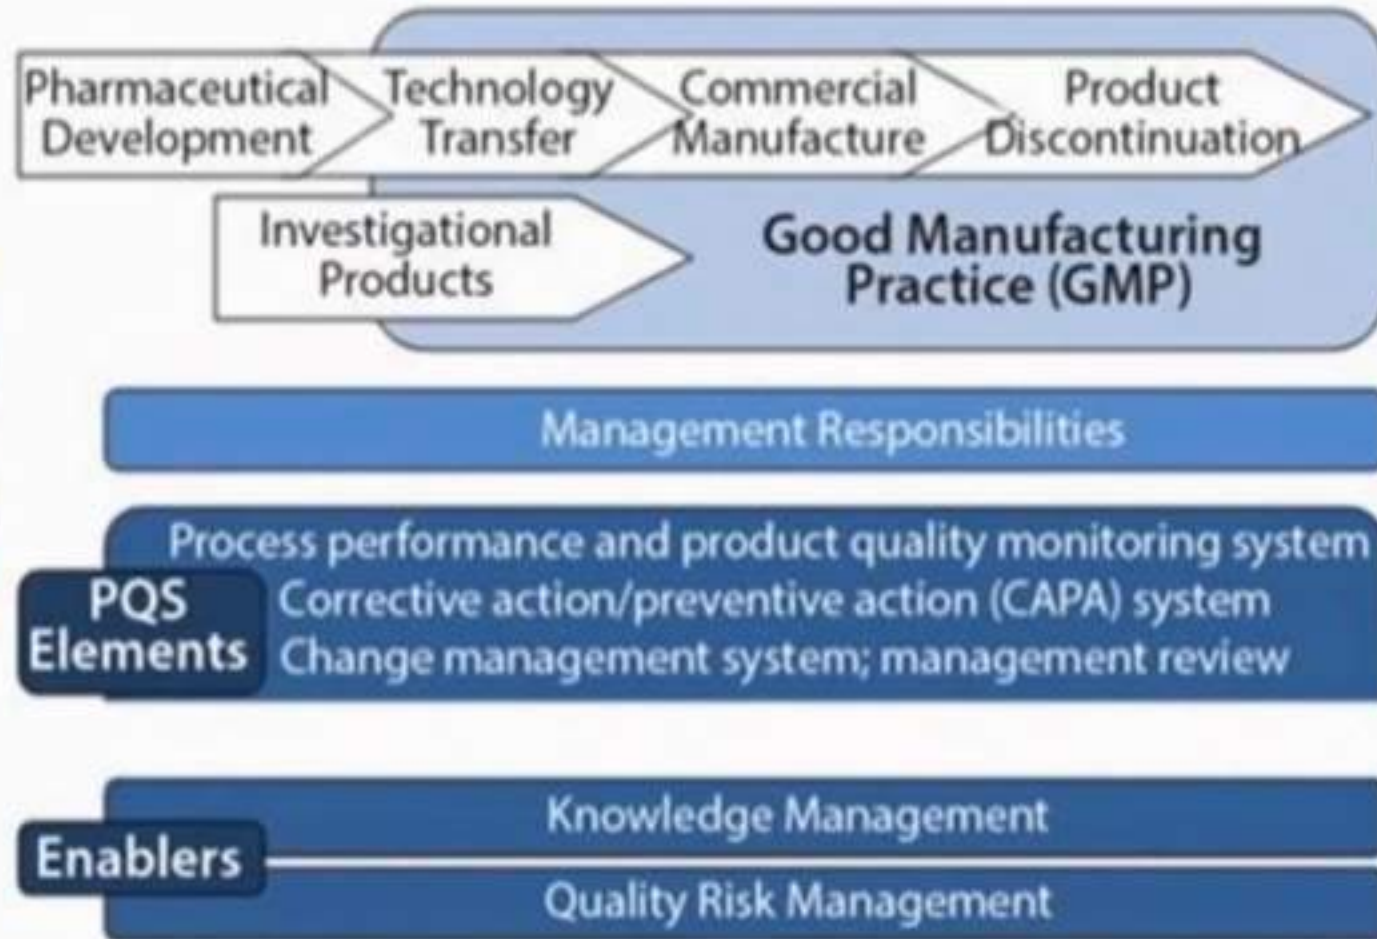 Pharmaceutical
Development
Technology
Transfer
Commercial
Manufacture
Product
Discontinuation
Investigational
Products
Good Manufacturing
Practice (GMP)
Management Responsibilities
PQS
Elements
Process performance and product quality monitoring system
Corrective action/preventive action (CAPA) system
Change management system; management review
Enablers
Knowledge Management
Quality Risk Management